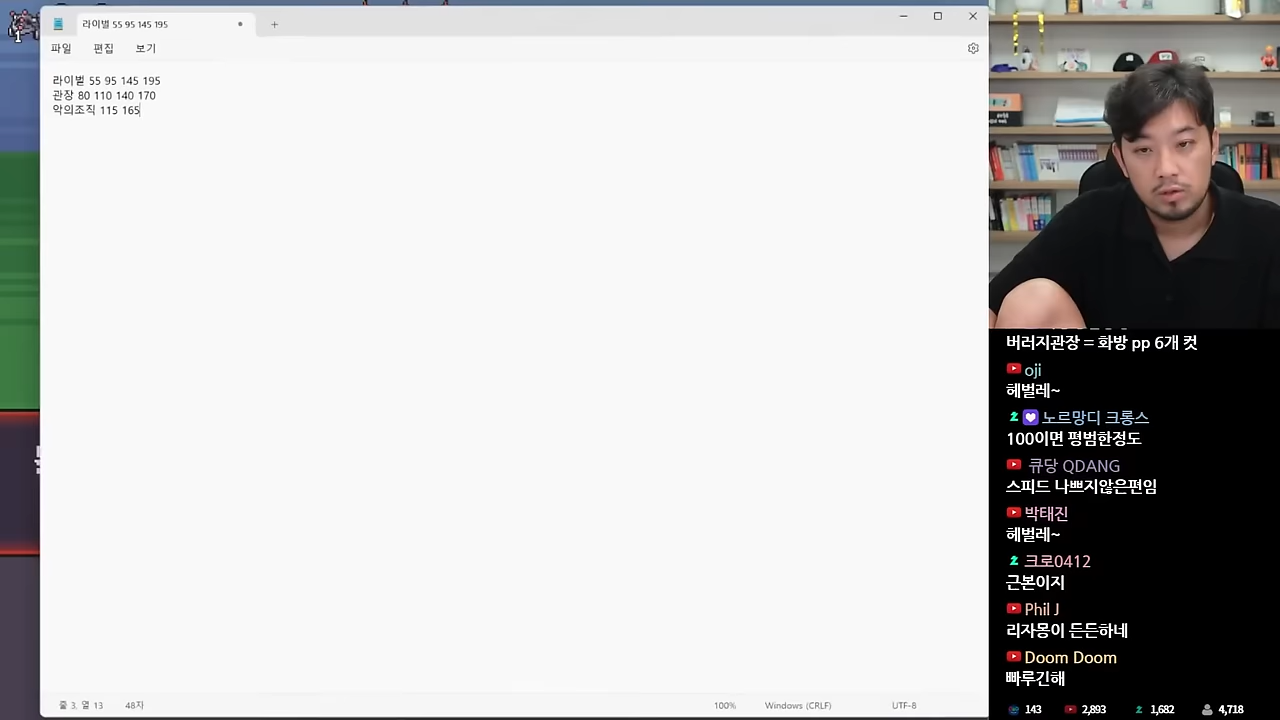 라이벌 55 95 145 195
파일 편집 보기
라이벌 55 95 145 195
관장 80 110 140 170
악의조직 115 165
버러지관장 = 화방 pp 6개 컷
oji
헤벌레~
노르망디 크롱스
100이면 평범한정도
큐당 QDANG
스피드 나쁘지않은편임
박태진
헤벌레~
크로0412
근본이지
Phil J
리자몽이 든든하네
Doom Doom
빠루긴해
줄 3, 열 13 48자 100% Windows (CRLF) UTF-8
143 2,893 1,682 4,718